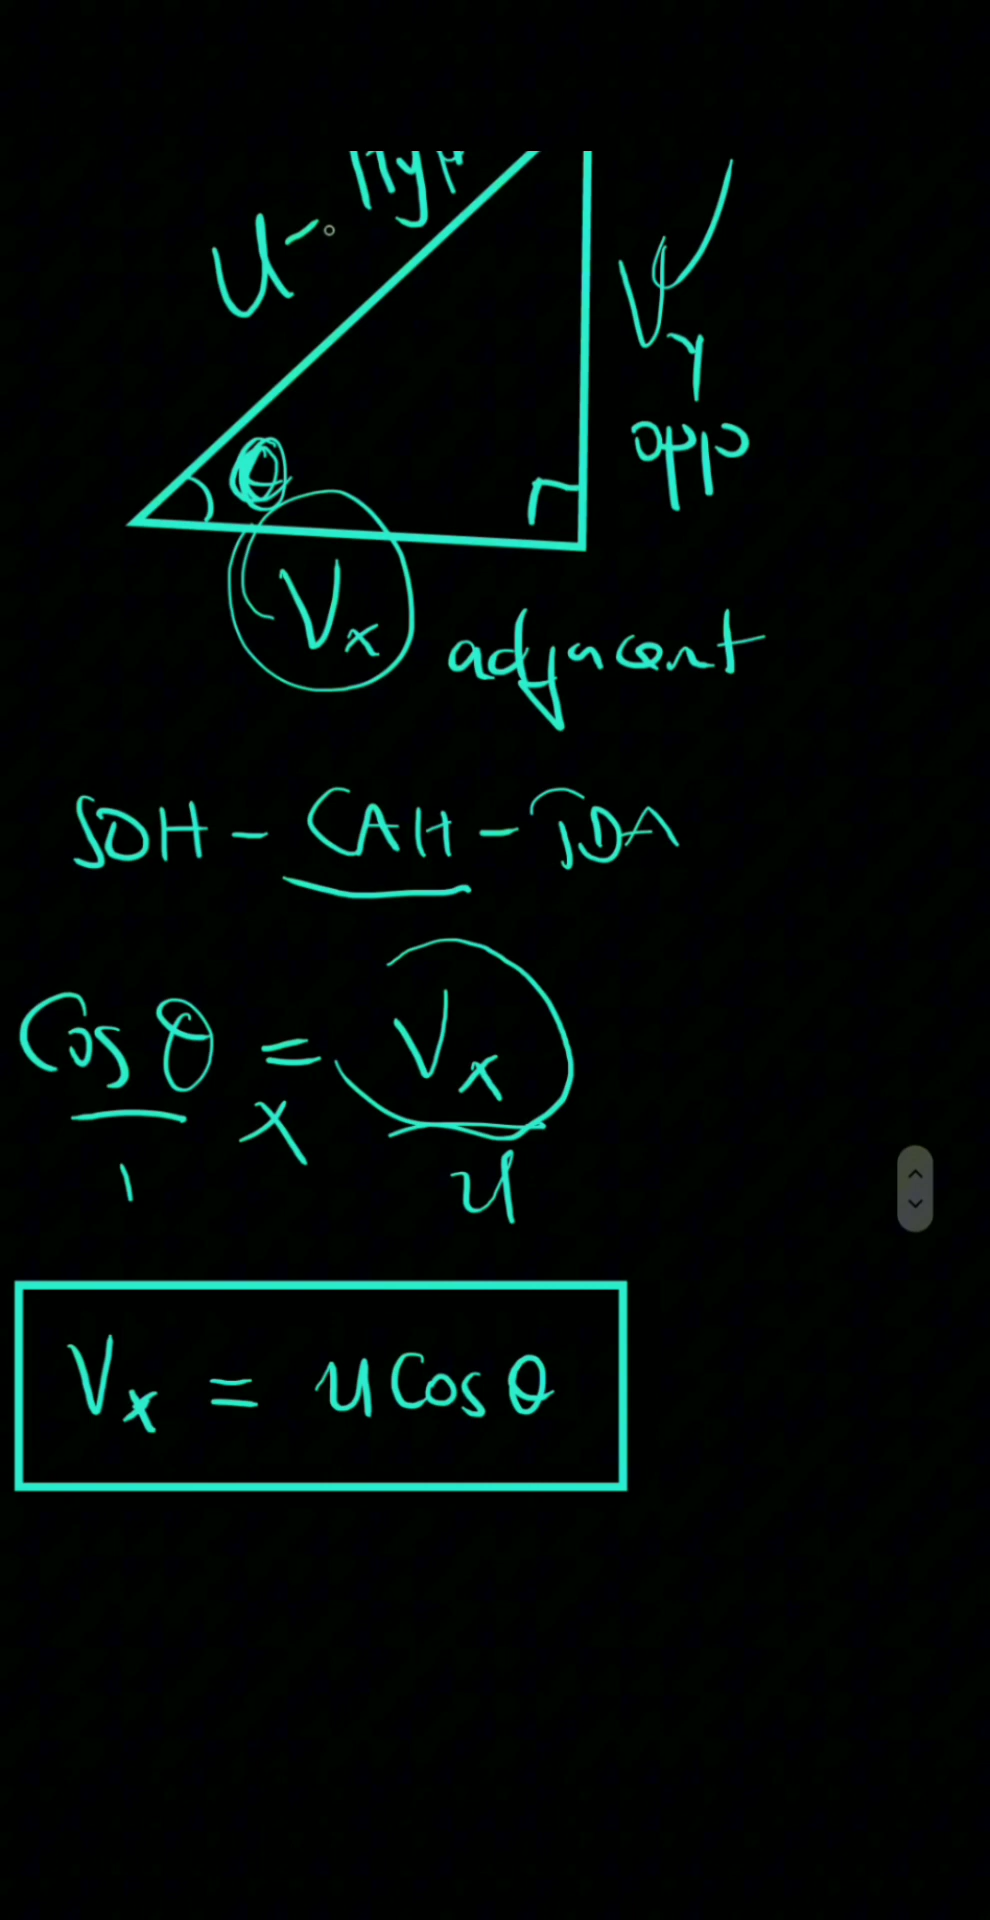 u - hyp
Vy
opp
θ
Vx adjacent
SOH - CAH - TOA
Cos θ = Vx
1 x u
Vx = u Cos θ